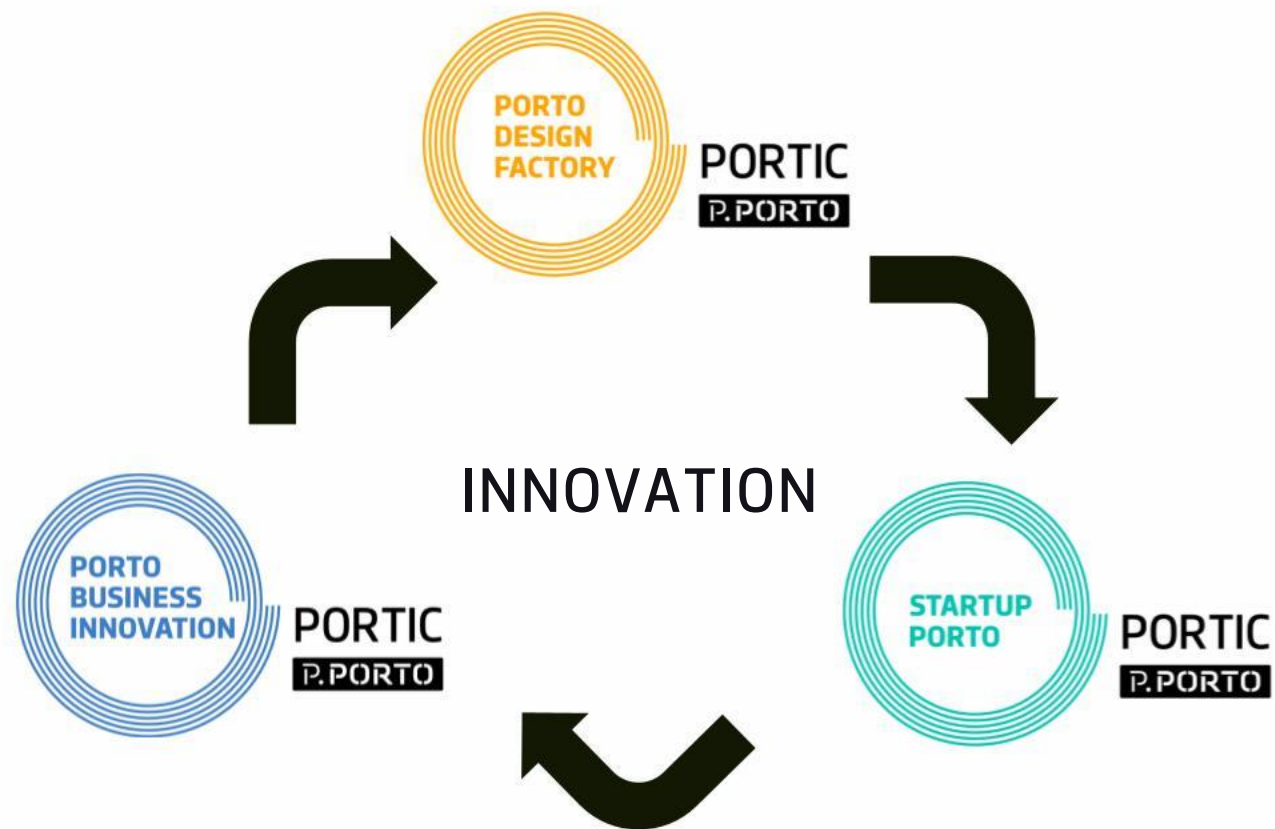 PORTO
DESIGN
FACTORY
PORTIC
P.PORTO
INNOVATION
PORTO
BUSINESS
INNOVATION
PORTIC
P.PORTO
STARTUP
PORTO
PORTIC
P.PORTO